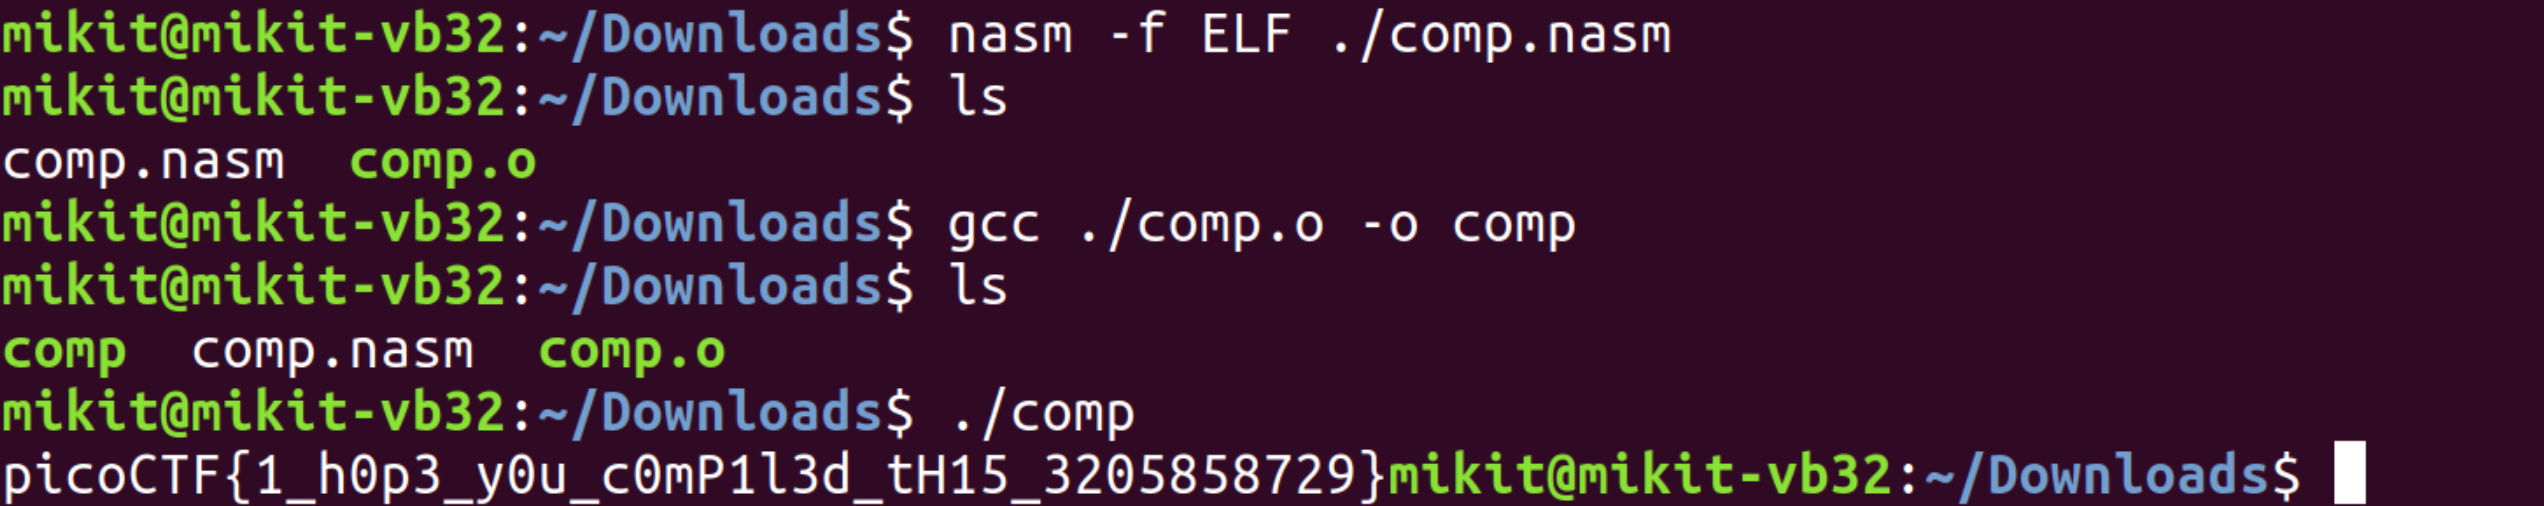 mikit@mikit-vb32:~/Downloads$ nasm -f ELF ./comp.nasm
mikit@mikit-vb32:~/Downloads$ ls
comp.nasm  comp.o
mikit@mikit-vb32:~/Downloads$ gcc ./comp.o -o comp
mikit@mikit-vb32:~/Downloads$ ls
comp  comp.nasm  comp.o
mikit@mikit-vb32:~/Downloads$ ./comp
picoCTF{1_h0p3_y0u_c0mP1l3d_tH15_3205858729}mikit@mikit-vb32:~/Downloads$